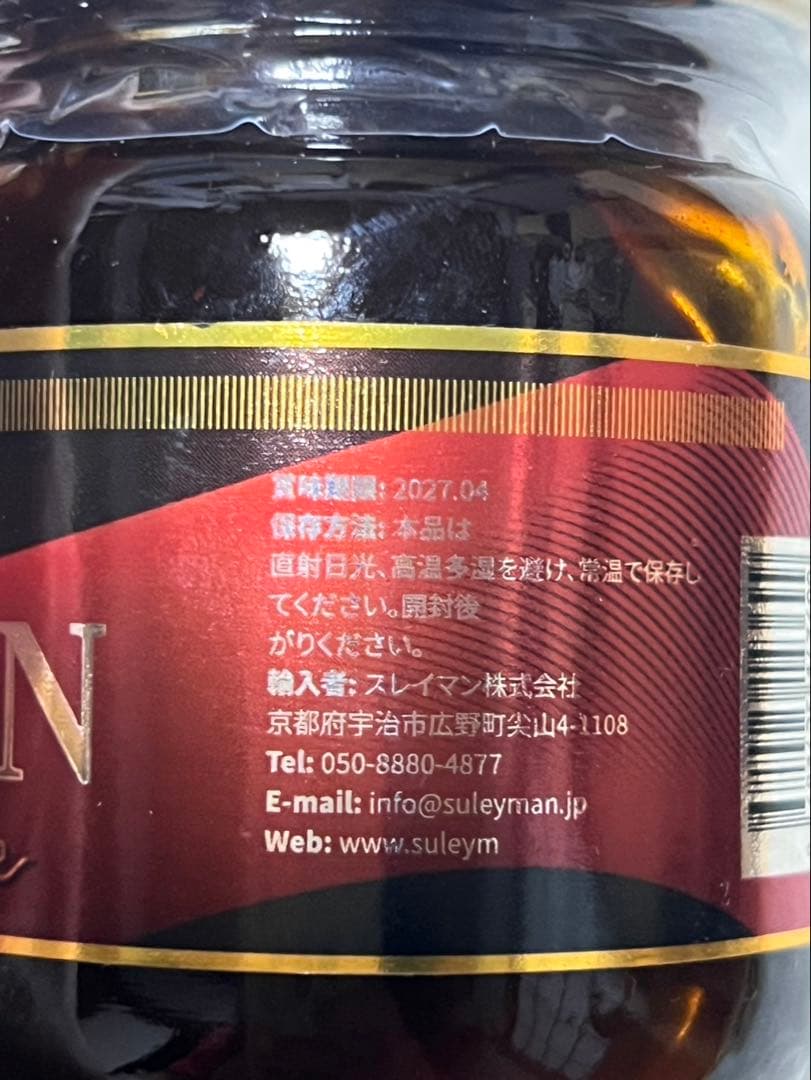 賞味期限: 2027.04
保存方法: 本品は
直射日光、高温多湿を避け、常温で保存し
てください。開封後
がりください。
輸入者: スレイマン株式会社
京都府宇治市広野町尖山4-1108
Tel: 050-8880-4877
E-mail: info@suleyman.jp
Web: www.suleym
N